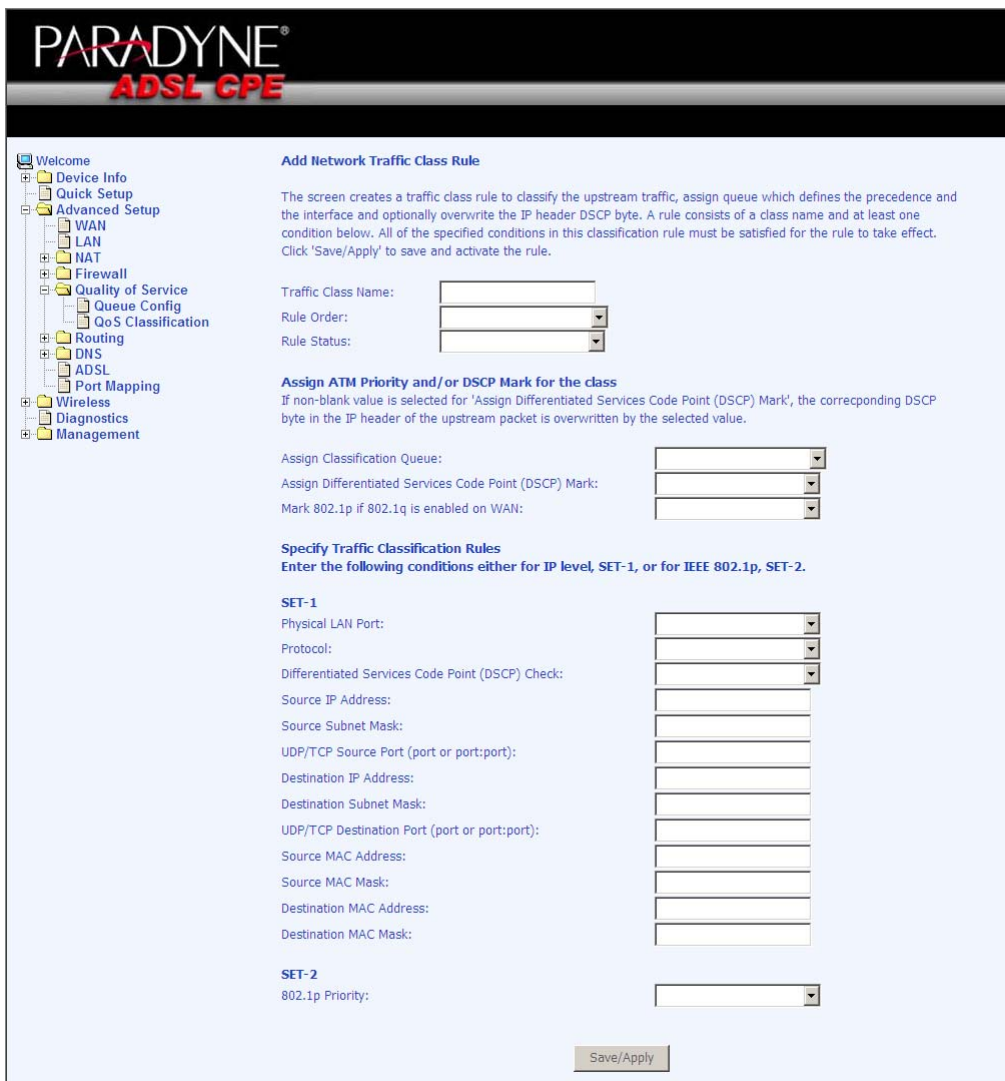 PARADYNE®
ADSL CPE
Welcome
Device Info
Quick Setup
Advanced Setup
WAN
LAN
NAT
Firewall
Quality of Service
Queue Config
QoS Classification
Routing
DNS
ADSL
Port Mapping
Wireless
Diagnostics
Management
Add Network Traffic Class Rule
The screen creates a traffic class rule to classify the upstream traffic, assign queue which defines the precedence and
the interface and optionally overwrite the IP header DSCP byte. A rule consists of a class name and at least one
condition below. All of the specified conditions in this classification rule must be satisfied for the rule to take effect.
Click 'Save/Apply' to save and activate the rule.
Traffic Class Name:
Rule Order:
Rule Status:
Assign ATM Priority and/or DSCP Mark for the class
If non-blank value is selected for 'Assign Differentiated Services Code Point (DSCP) Mark', the correcponding DSCP
byte in the IP header of the upstream packet is overwritten by the selected value.
Assign Classification Queue:
Assign Differentiated Services Code Point (DSCP) Mark:
Mark 802.1p if 802.1q is enabled on WAN:
Specify Traffic Classification Rules
Enter the following conditions either for IP level, SET-1, or for IEEE 802.1p, SET-2.
SET-1
Physical LAN Port:
Protocol:
Differentiated Services Code Point (DSCP) Check:
Source IP Address:
Source Subnet Mask:
UDP/TCP Source Port (port or port:port):
Destination IP Address:
Destination Subnet Mask:
UDP/TCP Destination Port (port or port:port):
Source MAC Address:
Source MAC Mask:
Destination MAC Address:
Destination MAC Mask:
SET-2
802.1p Priority:
Save/Apply